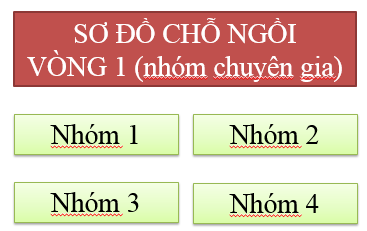 SƠ ĐỒ CHỖ NGỒI
VÒNG 1 (nhóm chuyên gia)
Nhóm 1
Nhóm 2
Nhóm 3
Nhóm 4